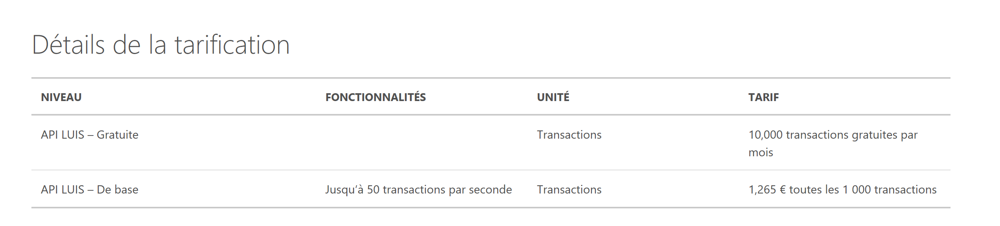 Détails de la tarification
NIVEAU FONCTIONNALITÉS UNITÉ TARIF
API LUIS – Gratuite Transactions 10,000 transactions gratuites par
mois
API LUIS – De base Jusqu’à 50 transactions par seconde Transactions 1,265 € toutes les 1 000 transactions